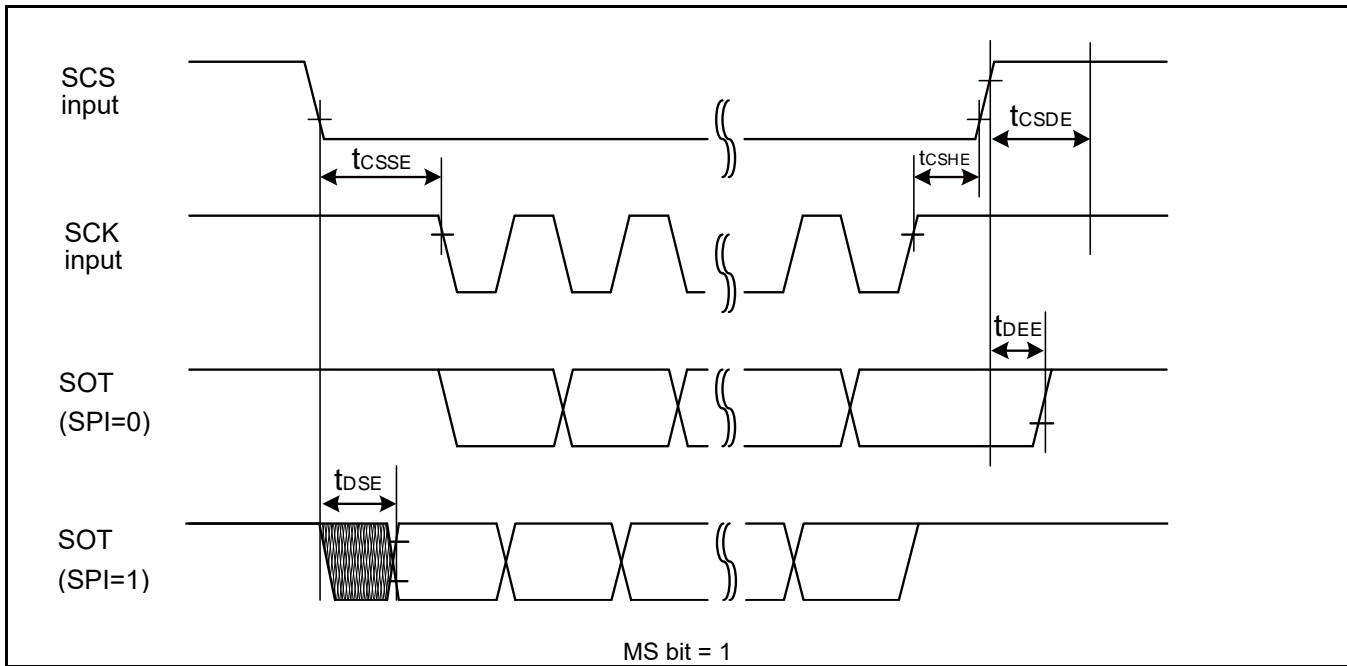 SCS
input
tCSDE
tCSSE
tCSHE
SCK
input
tDEE
SOT
(SPI=0)
tDSE
SOT
(SPI=1)
MS bit = 1